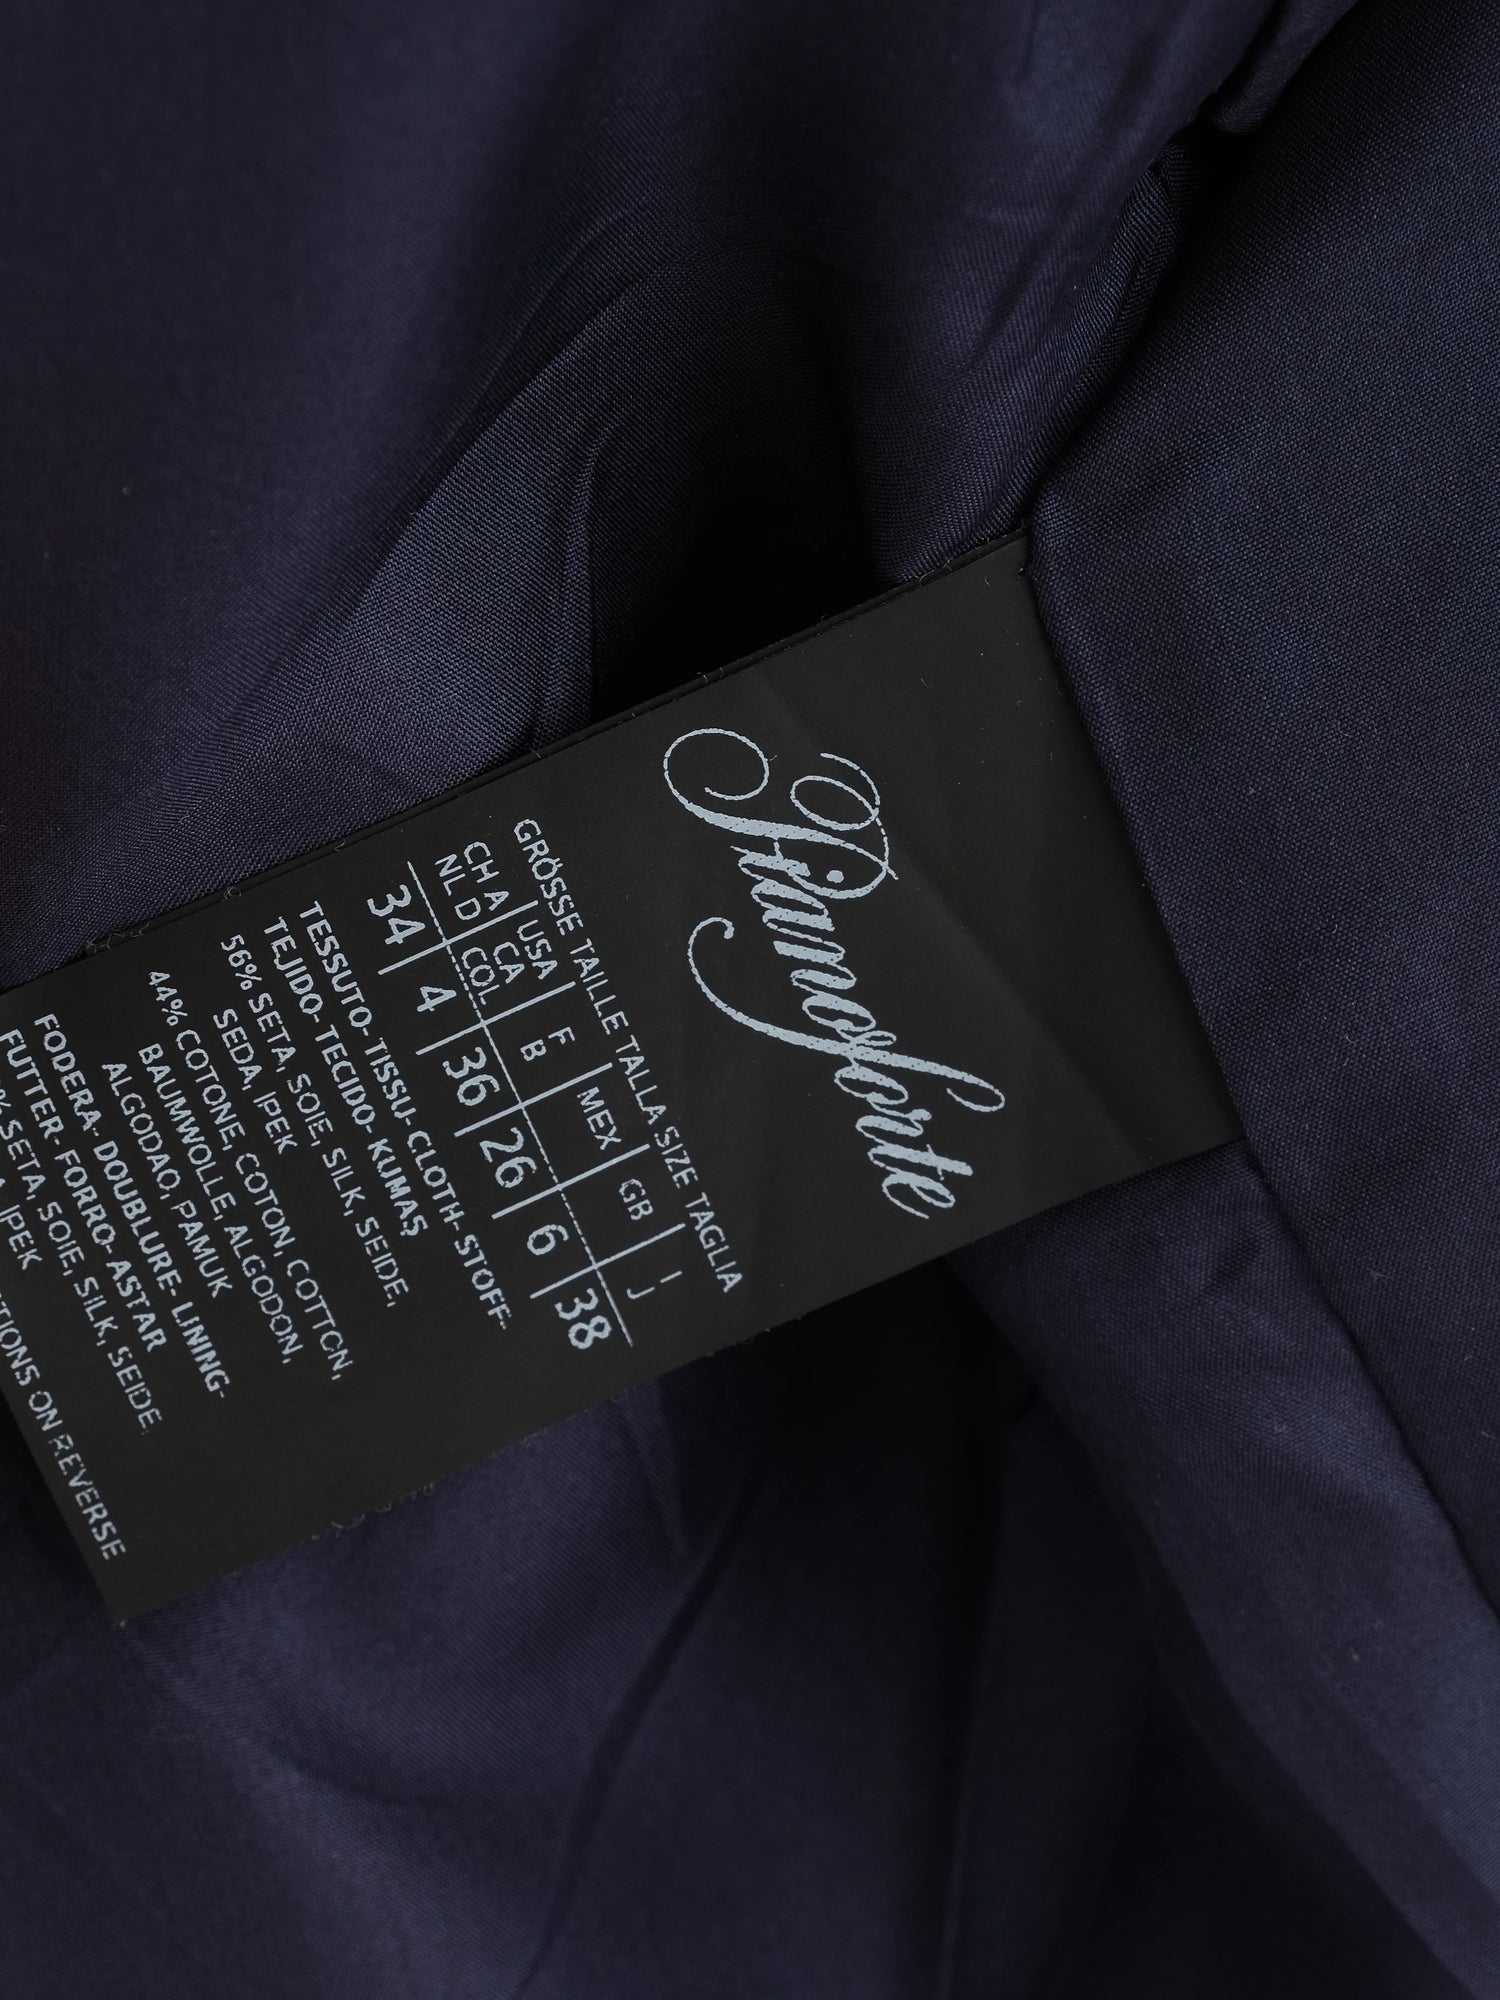 Pianoforte
GRÖSSE TAILLE TALLA SIZE TAGLIA
CH A | USA | F | MEX | GB | I
NL D | CA | B | J
COL
34 | 4 | 36 | 26 | 6 | 38
TESSUTO-TISSU-CLOTH-STOFF-
TEJIDO-TECIDO-KUMAŞ
56% SETA, SOIE, SILK, SEIDE,
SEDA, IPEK
44% COTONE, COTON, COTTON,
BAUMWOLLE, ALGODON,
ALGODAO, PAMUK
FODERA-DOUBLURE-LINING-
FUTTER-FORRO-ASTAR
% SETA, SOIE, SILK, SEIDE.
IPEK
ON REVERSE